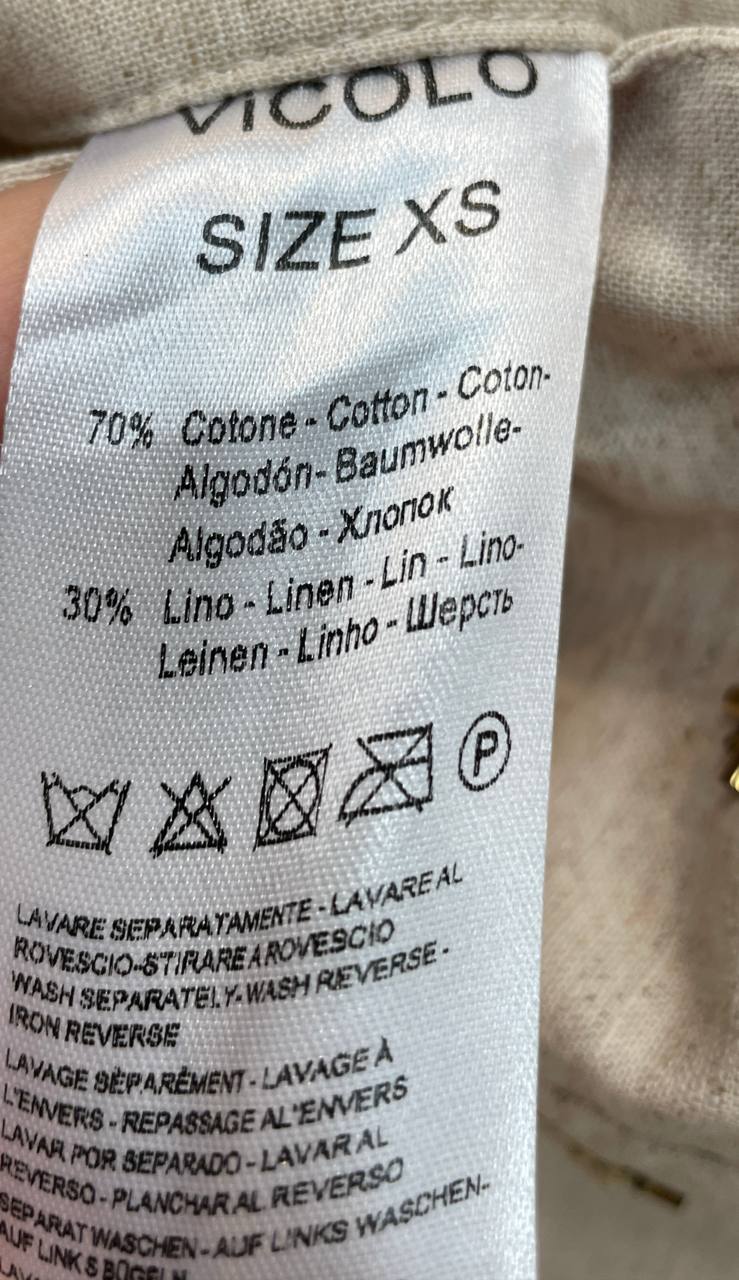 VICOLO
SIZE XS
70% Cotone - Cotton - Coton-
Algodón- Baumwolle-
Algodão - Хлопок
30% Lino - Linen - Lin - Lino-
Leinen - Linho - Шерсть
P
LAVARE SEPARATAMENTE - LAVARE AL
ROVESCIO-STIRARE A ROVESCIO
WASH SEPARATELY-WASH REVERSE -
IRON REVERSE
LAVAGE SÈPARÉMENT - LAVAGE À
L'ENVERS - REPASSAGE AL'ENVERS
LAVAR POR SEPARADO - LAVAR AL
REVERSO - PLANCHAR AL REVERSO
SEPARAT WASCHEN - AUF LINKS WASCHEN-
AUF LINKS BÜGELN